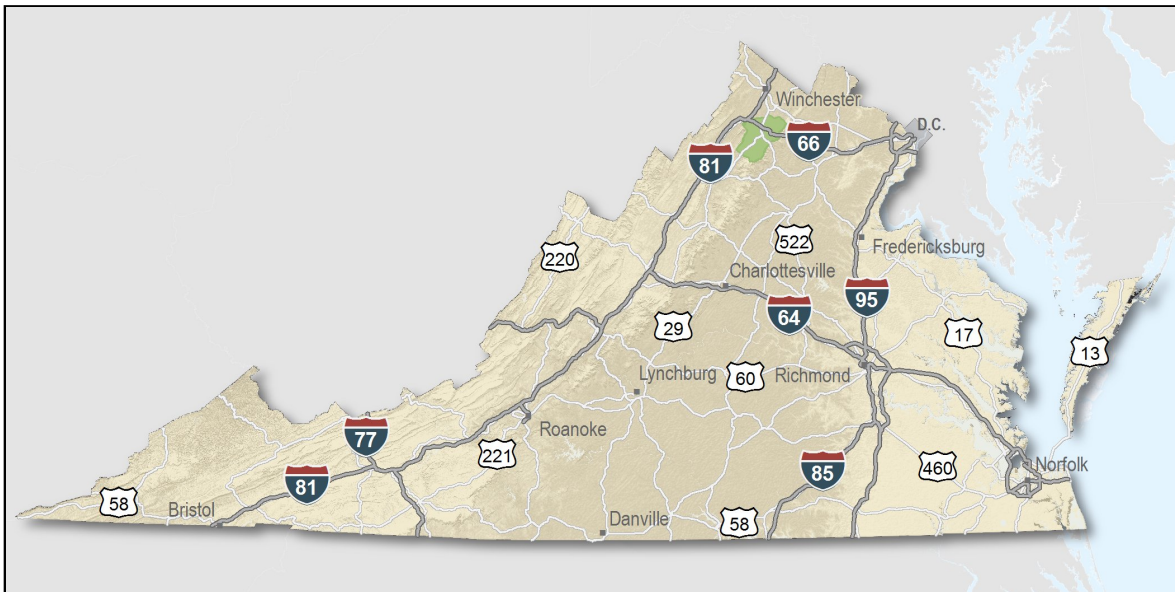 Winchester
D.C.
66
81
522
Fredericksburg
220
Charlottesville
95
64
29
17
13
Lynchburg
60
Richmond
77
Roanoke
221
85
460
Norfolk
81
58
Bristol
Danville
58